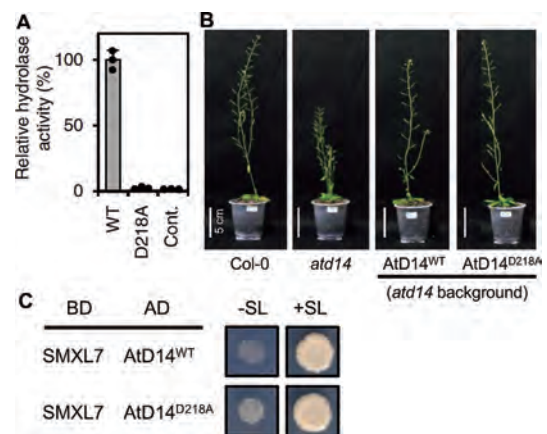 A
Relative hydrolase
activity (%)
100
50
0
WT
D218A
Cont.
B
5 cm
Col-0
atd14
AtD14WT
AtD14D218A
(atd14 background)
C
BD
AD
-SL
+SL
SMXL7
AtD14WT
SMXL7
AtD14D218A